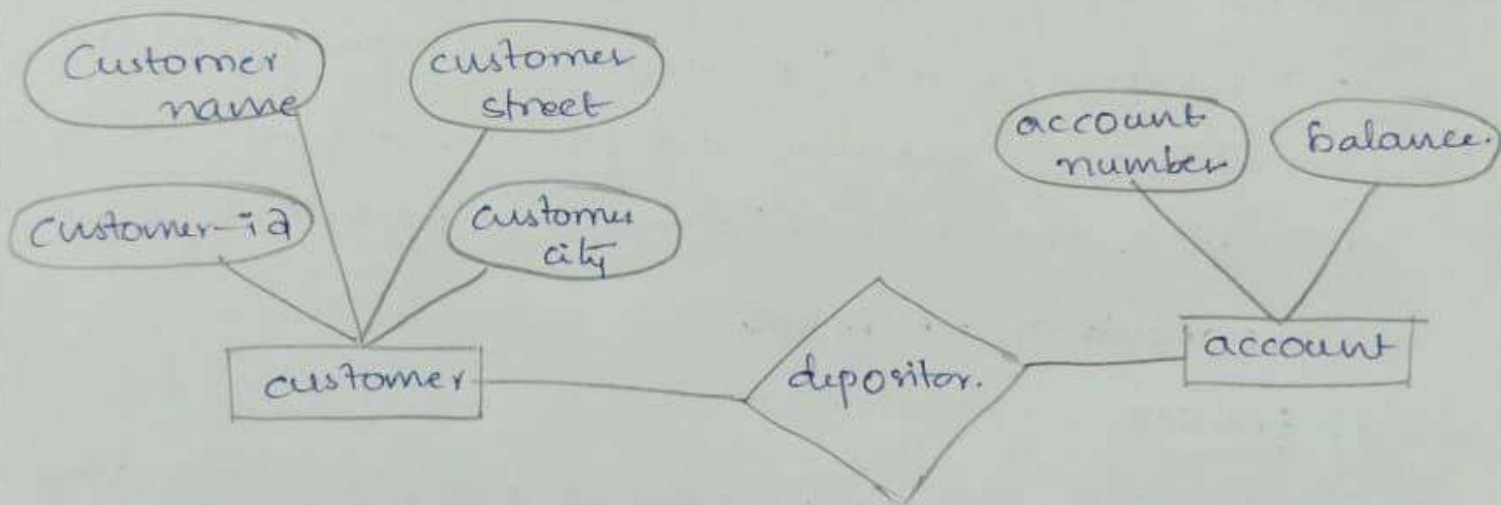 Customer
name
customer
street
account
number
balance.
customer-id
customer
city
customer
depositor.
account